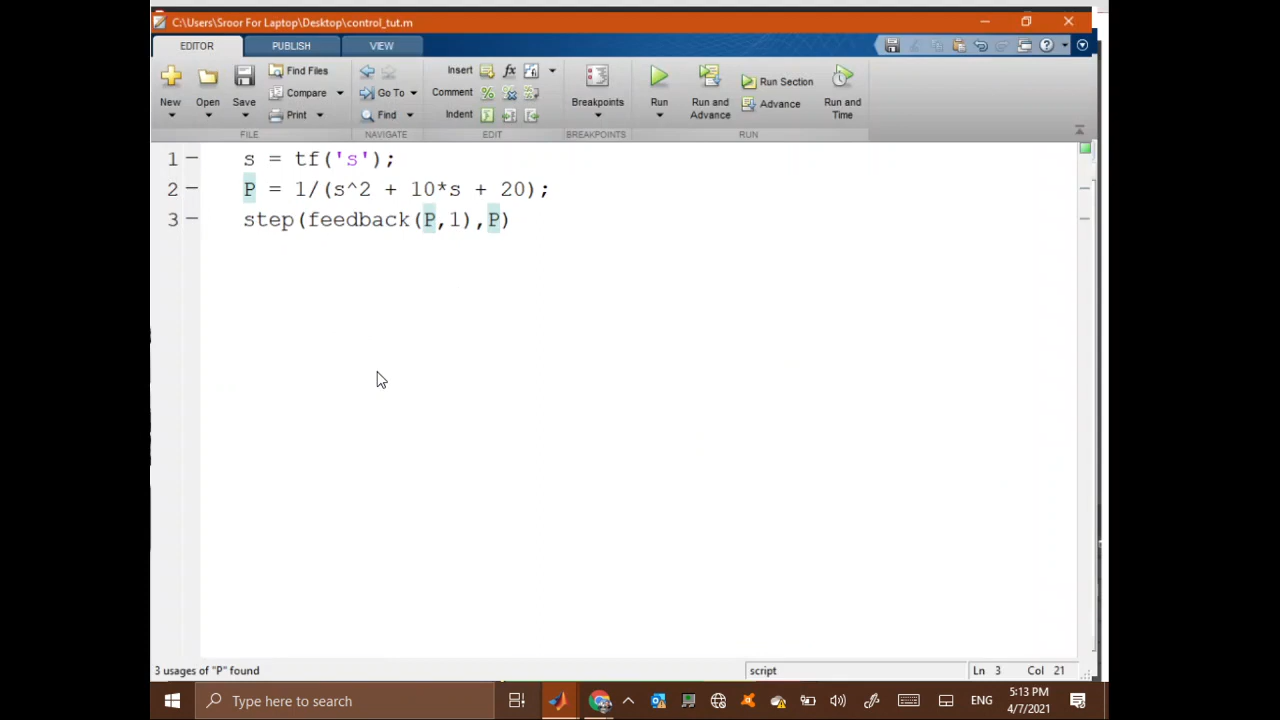 C:\Users\Sroor For Laptop\Desktop\control_tut.m
EDITOR PUBLISH VIEW
New
Open
Save
Find Files
Compare
Print
FILE
Go To
Find
NAVIGATE
Insert
Comment
Indent
EDIT
Breakpoints
BREAKPOINTS
Run
Run and
Advance
Run Section
Advance
Run and
Time
RUN
1 s = tf('s');
2 P = 1/(s^2 + 10*s + 20);
3 step(feedback(P,1),P)
3 usages of "P" found
script
Ln 3 Col 21
Type here to search
ENG
5:13 PM
4/7/2021